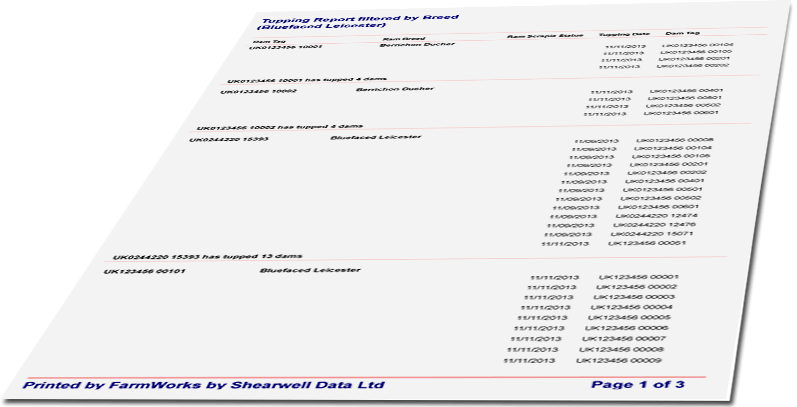 Tupping Report filtered by Breed
(Bluefaced Leicester)
Ram Tag Ram Breed Ram Scrapie Status Tupping Date Dam Tag
UK0123456 10001 Berrichon Ducher 11/11/2013 UK0123456 00104
11/11/2013 UK0123456 00105
11/11/2013 UK0123456 00201
11/11/2013 UK0123456 00202
UK0123456 10001 has tupped 4 dams
UK0123456 10002 Berrichon Ducher 11/11/2013 UK0123456 00401
11/11/2013 UK0123456 00501
11/11/2013 UK0123456 00502
11/11/2013 UK0123456 00601
UK0123456 10002 has tupped 4 dams
UK0244220 15393 Bluefaced Leicester 11/09/2013 UK0123456 00008
11/09/2013 UK0123456 00104
11/09/2013 UK0123456 00105
11/09/2013 UK0123456 00201
11/09/2013 UK0123456 00202
11/09/2013 UK0123456 00401
11/09/2013 UK0123456 00501
11/09/2013 UK0123456 00502
11/09/2013 UK0123456 00601
11/09/2013 UK0244220 12474
11/09/2013 UK0244220 12476
11/09/2013 UK0244220 15071
11/11/2013 UK123456 00051
UK0244220 15393 has tupped 13 dams
UK123456 00101 Bluefaced Leicester
11/11/2013 UK123456 00001
11/11/2013 UK123456 00002
11/11/2013 UK123456 00003
11/11/2013 UK123456 00004
11/11/2013 UK123456 00005
11/11/2013 UK123456 00006
11/11/2013 UK123456 00007
11/11/2013 UK123456 00008
11/11/2013 UK123456 00009
Printed by FarmWorks by Shearwell Data Ltd Page 1 of 3